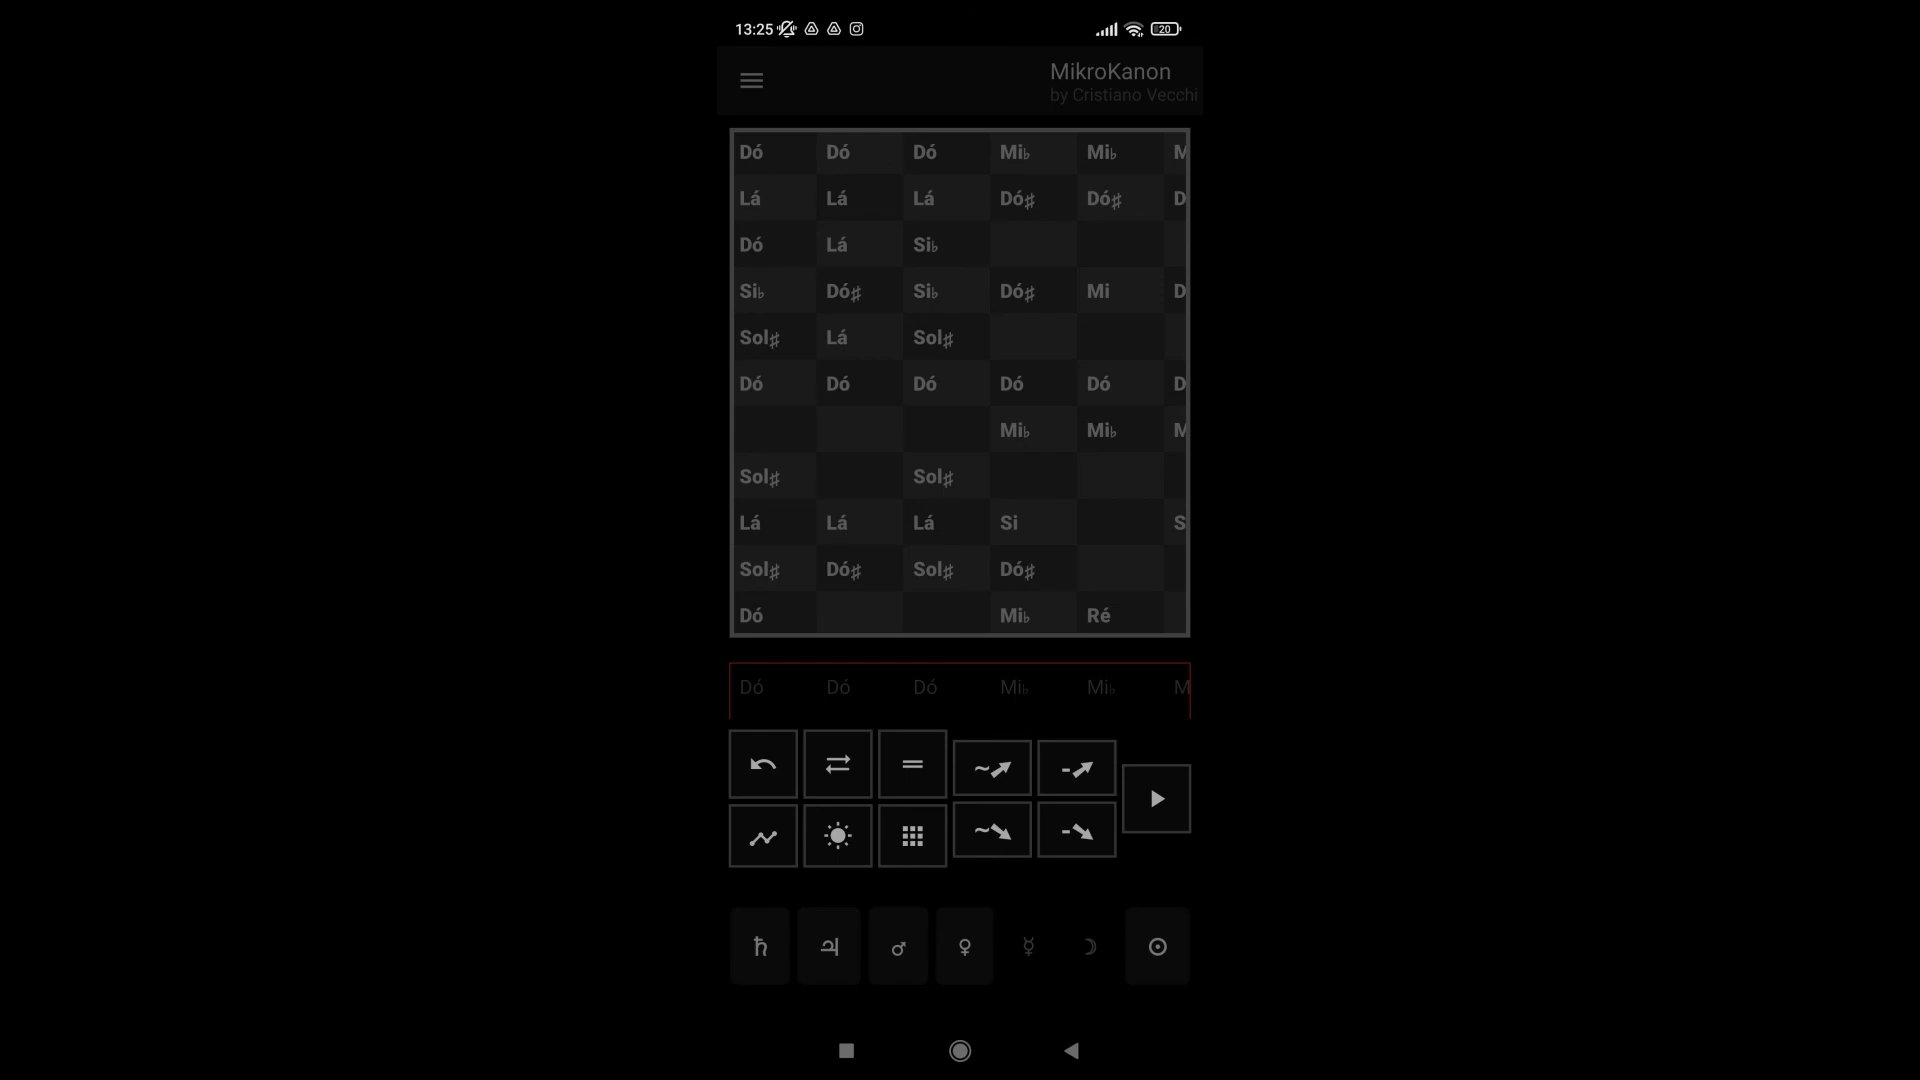 13:25 20
MikroKanon
by Cristiano Vecchi
Dó Dó Dó Mi♭ Mi♭ M
Lá Lá Lá Dó♯ Dó♯ D
Dó Lá Si♭
Si♭ Dó♯ Si♭ Dó♯ Mi D
Sol♯ Lá Sol♯
Dó Dó Dó Dó Dó D
Mi♭ Mi♭ M
Sol♯ Sol♯
Lá Lá Lá Si S
Sol♯ Dó♯ Sol♯ Dó♯
Dó Mi♭ Ré
Dó Dó Dó Mi♭ Mi♭ M
~ -
~ -
♄ ♃ ♂ ♀ ☿ ☽ ☉